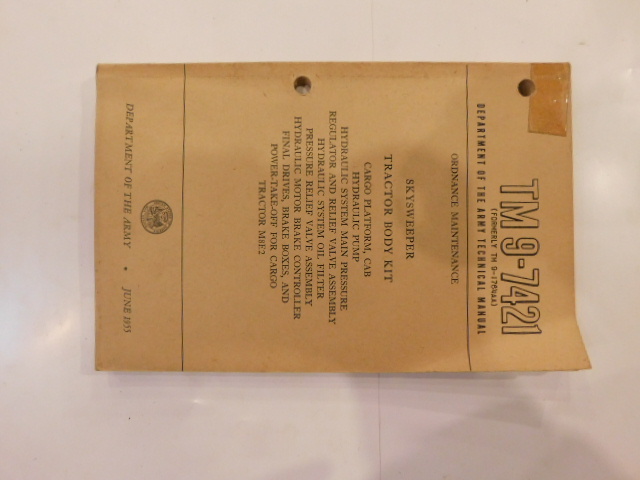 DEPARTMENT OF THE ARMY TECHNICAL MANUAL
TM 9-7421
(FORMERLY TM 9-1784AA)
ORDNANCE MAINTENANCE
SKYSWEEPER
TRACTOR BODY KIT
CARGO PLATFORM, CAB
HYDRAULIC PUMP
HYDRAULIC SYSTEM MAIN PRESSURE
REGULATOR AND RELIEF VALVE ASSEMBLY
HYDRAULIC SYSTEM OIL FILTER
PRESSURE RELIEF VALVE ASSEMBLY
HYDRAULIC MOTOR BRAKE CONTROLLER
FINAL DRIVES, BRAKE BOXES, AND
POWER-TAKE-OFF FOR CARGO
TRACTOR M8E2
DEPARTMENT OF THE ARMY • JUNE 1953